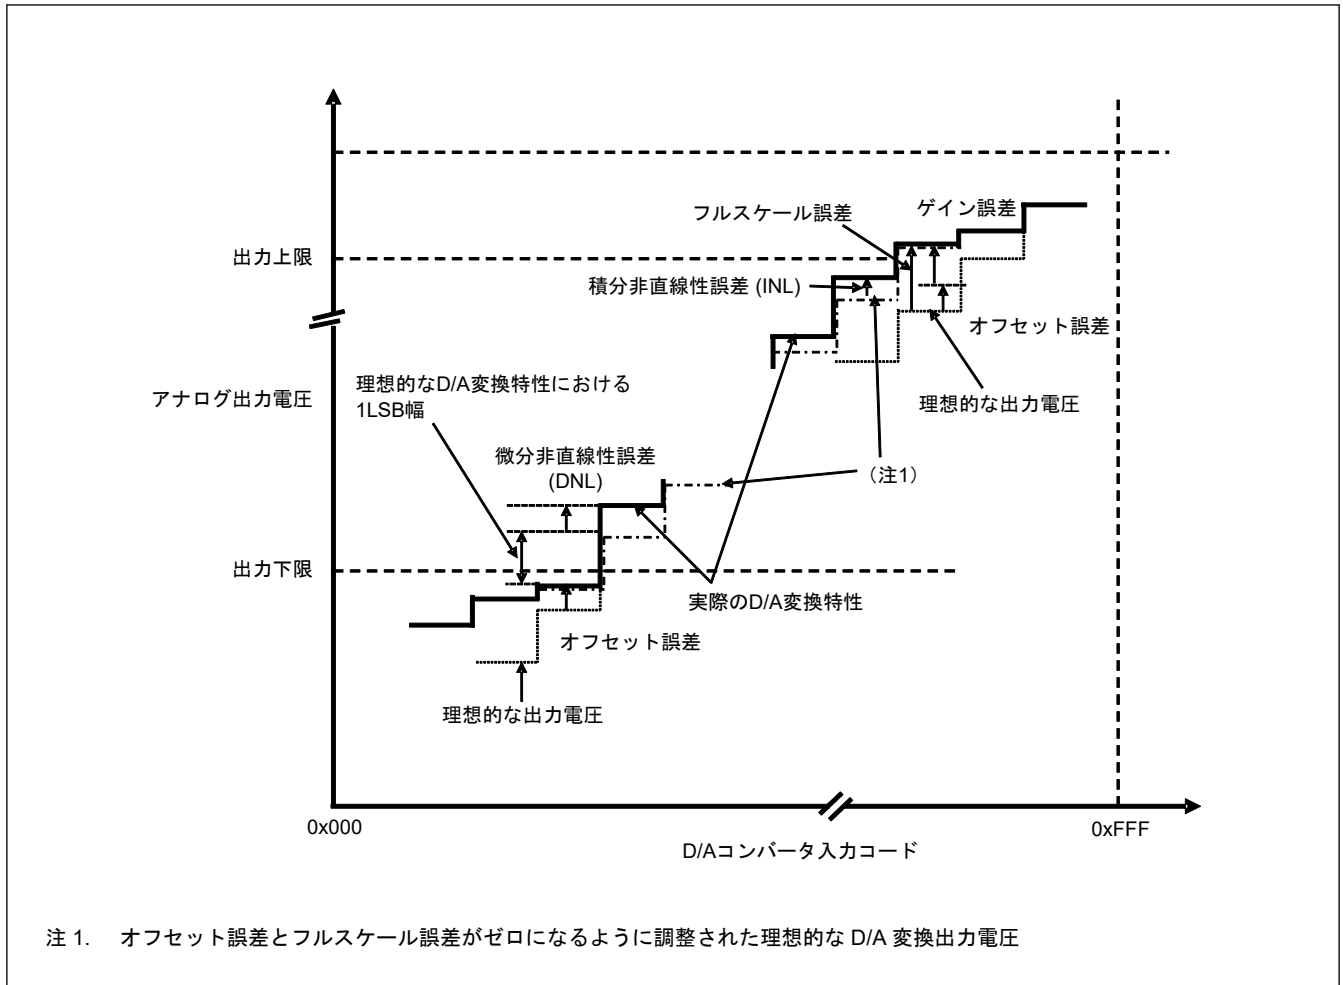 フルスケール誤差
ゲイン誤差
出力上限
積分非直線性誤差 (INL)
オフセット誤差
理想的なD/A変換特性における
1LSB幅
アナログ出力電圧
理想的な出力電圧
微分非直線性誤差
(DNL)
（注1）
出力下限
実際のD/A変換特性
オフセット誤差
理想的な出力電圧
0x000
0xFFF
D/Aコンバータ入力コード
注 1. オフセット誤差とフルスケール誤差がゼロになるように調整された理想的な D/A 変換出力電圧